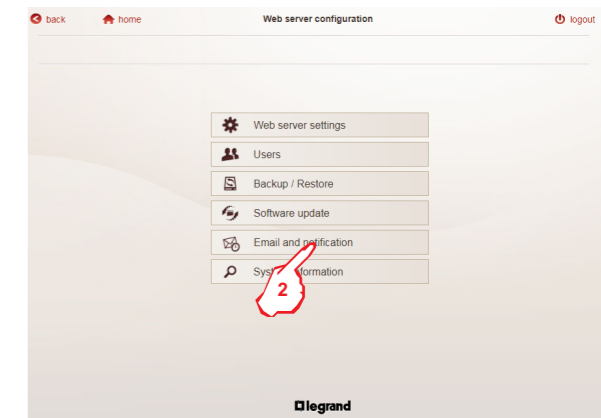 back home Web server configuration logout
Web server settings
Users
Backup / Restore
Software update
Email and notification
System information
2
legrand